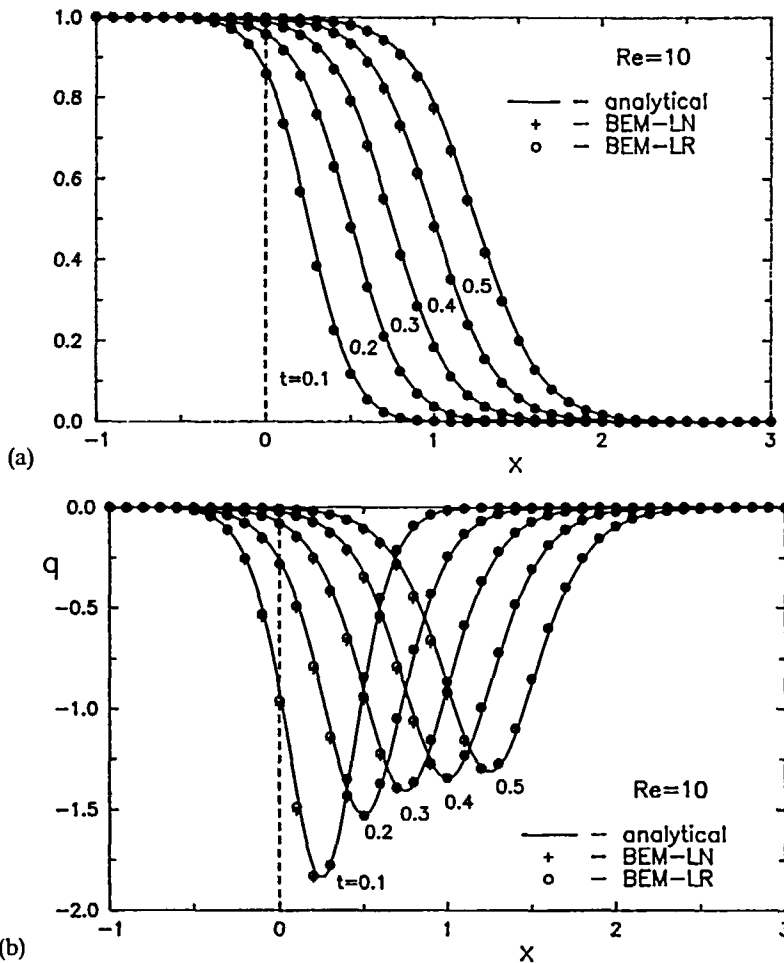 1.0
0.8
0.6
0.4
0.2
0.0
Re=10
— analytical
+ — BEM-LN
o — BEM-LR
t=0.1
0.2
0.3
0.4
0.5
-1 0 1 2 3
x
(a)
0.0
-0.5
-1.0
-1.5
-2.0
q
Re=10
— analytical
+ — BEM-LN
o — BEM-LR
t=0.1
0.2
0.3
0.4
0.5
-1 0 1 2 3
x
(b)